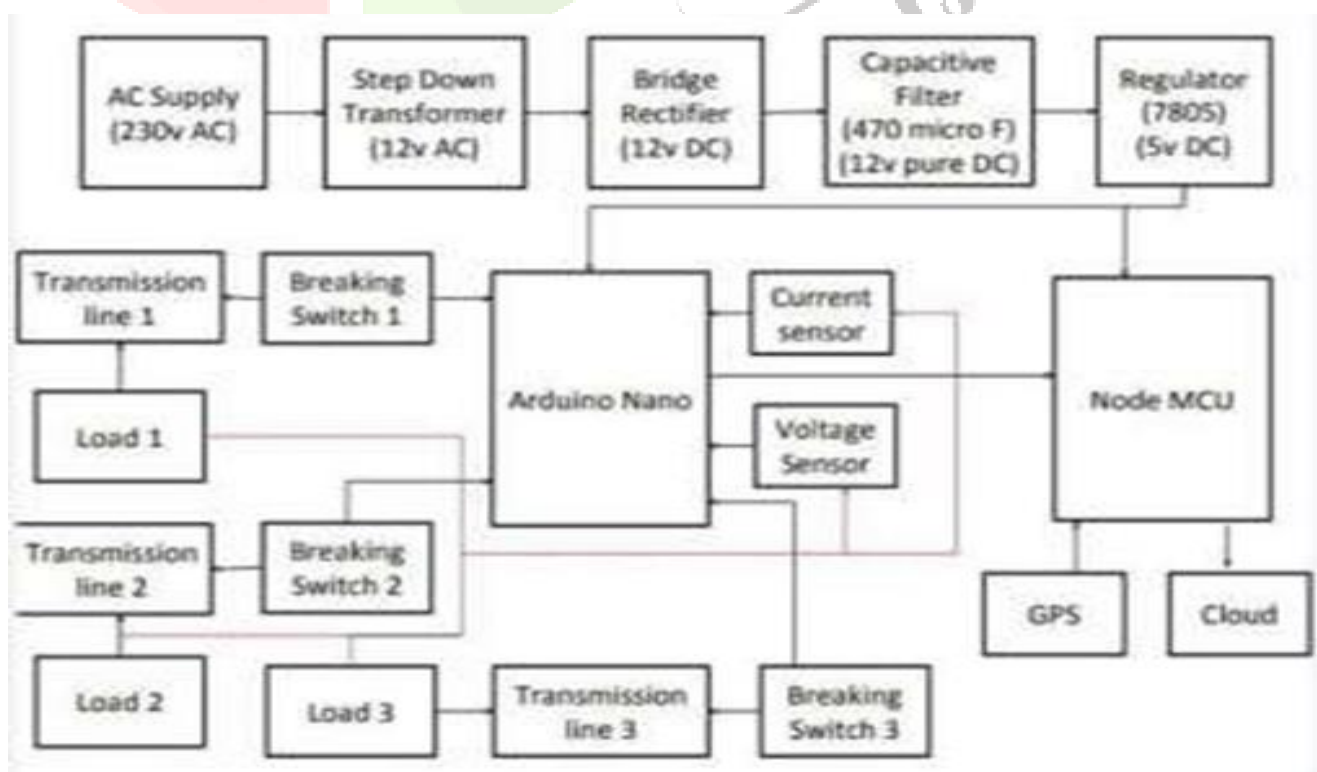 AC Supply
(230v AC)
Step Down
Transformer
(12v AC)
Bridge
Rectifier
(12v DC)
Capacitive
Filter
(470 micro F)
(12v pure DC)
Regulator
(7805)
(5v DC)
Transmission
line 1
Breaking
Switch 1
Arduino Nano
Current
sensor
Node MCU
Load 1
Voltage
Sensor
Transmission
line 2
Breaking
Switch 2
GPS
Cloud
Load 2
Load 3
Transmission
line 3
Breaking
Switch 3